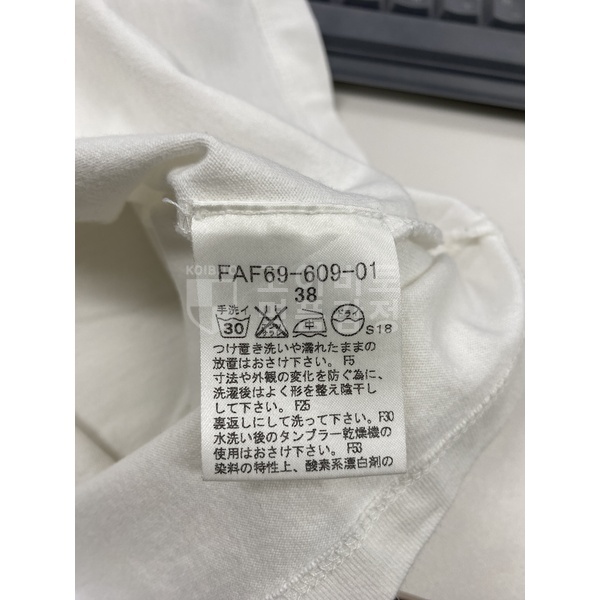 FAF69-609-01
38
手洗イ
30
中
ドライ
S18
つけ置き洗いや濡れたままの
放置はおさけ下さい。F5
寸法や外観の変化を防ぐ為に、
洗濯後はよく形を整え陰干し
して下さい。F25
裏返しにして洗って下さい。F30
水洗い後のタンブラー乾燥機の
使用はおさけ下さい。F53
染料の特性上、酸素系漂白剤の